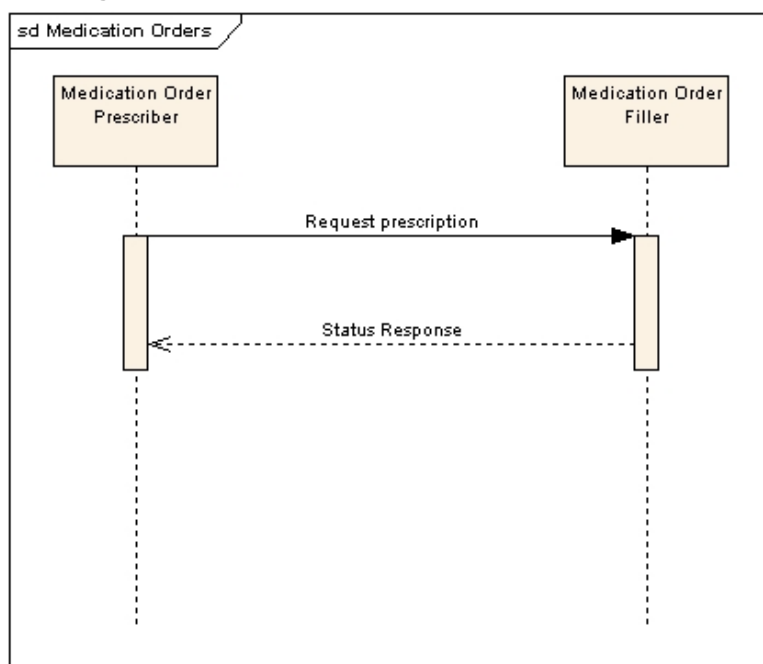 sd Medication Orders
Medication Order
Prescriber
Medication Order
Filler
Request prescription
Status Response